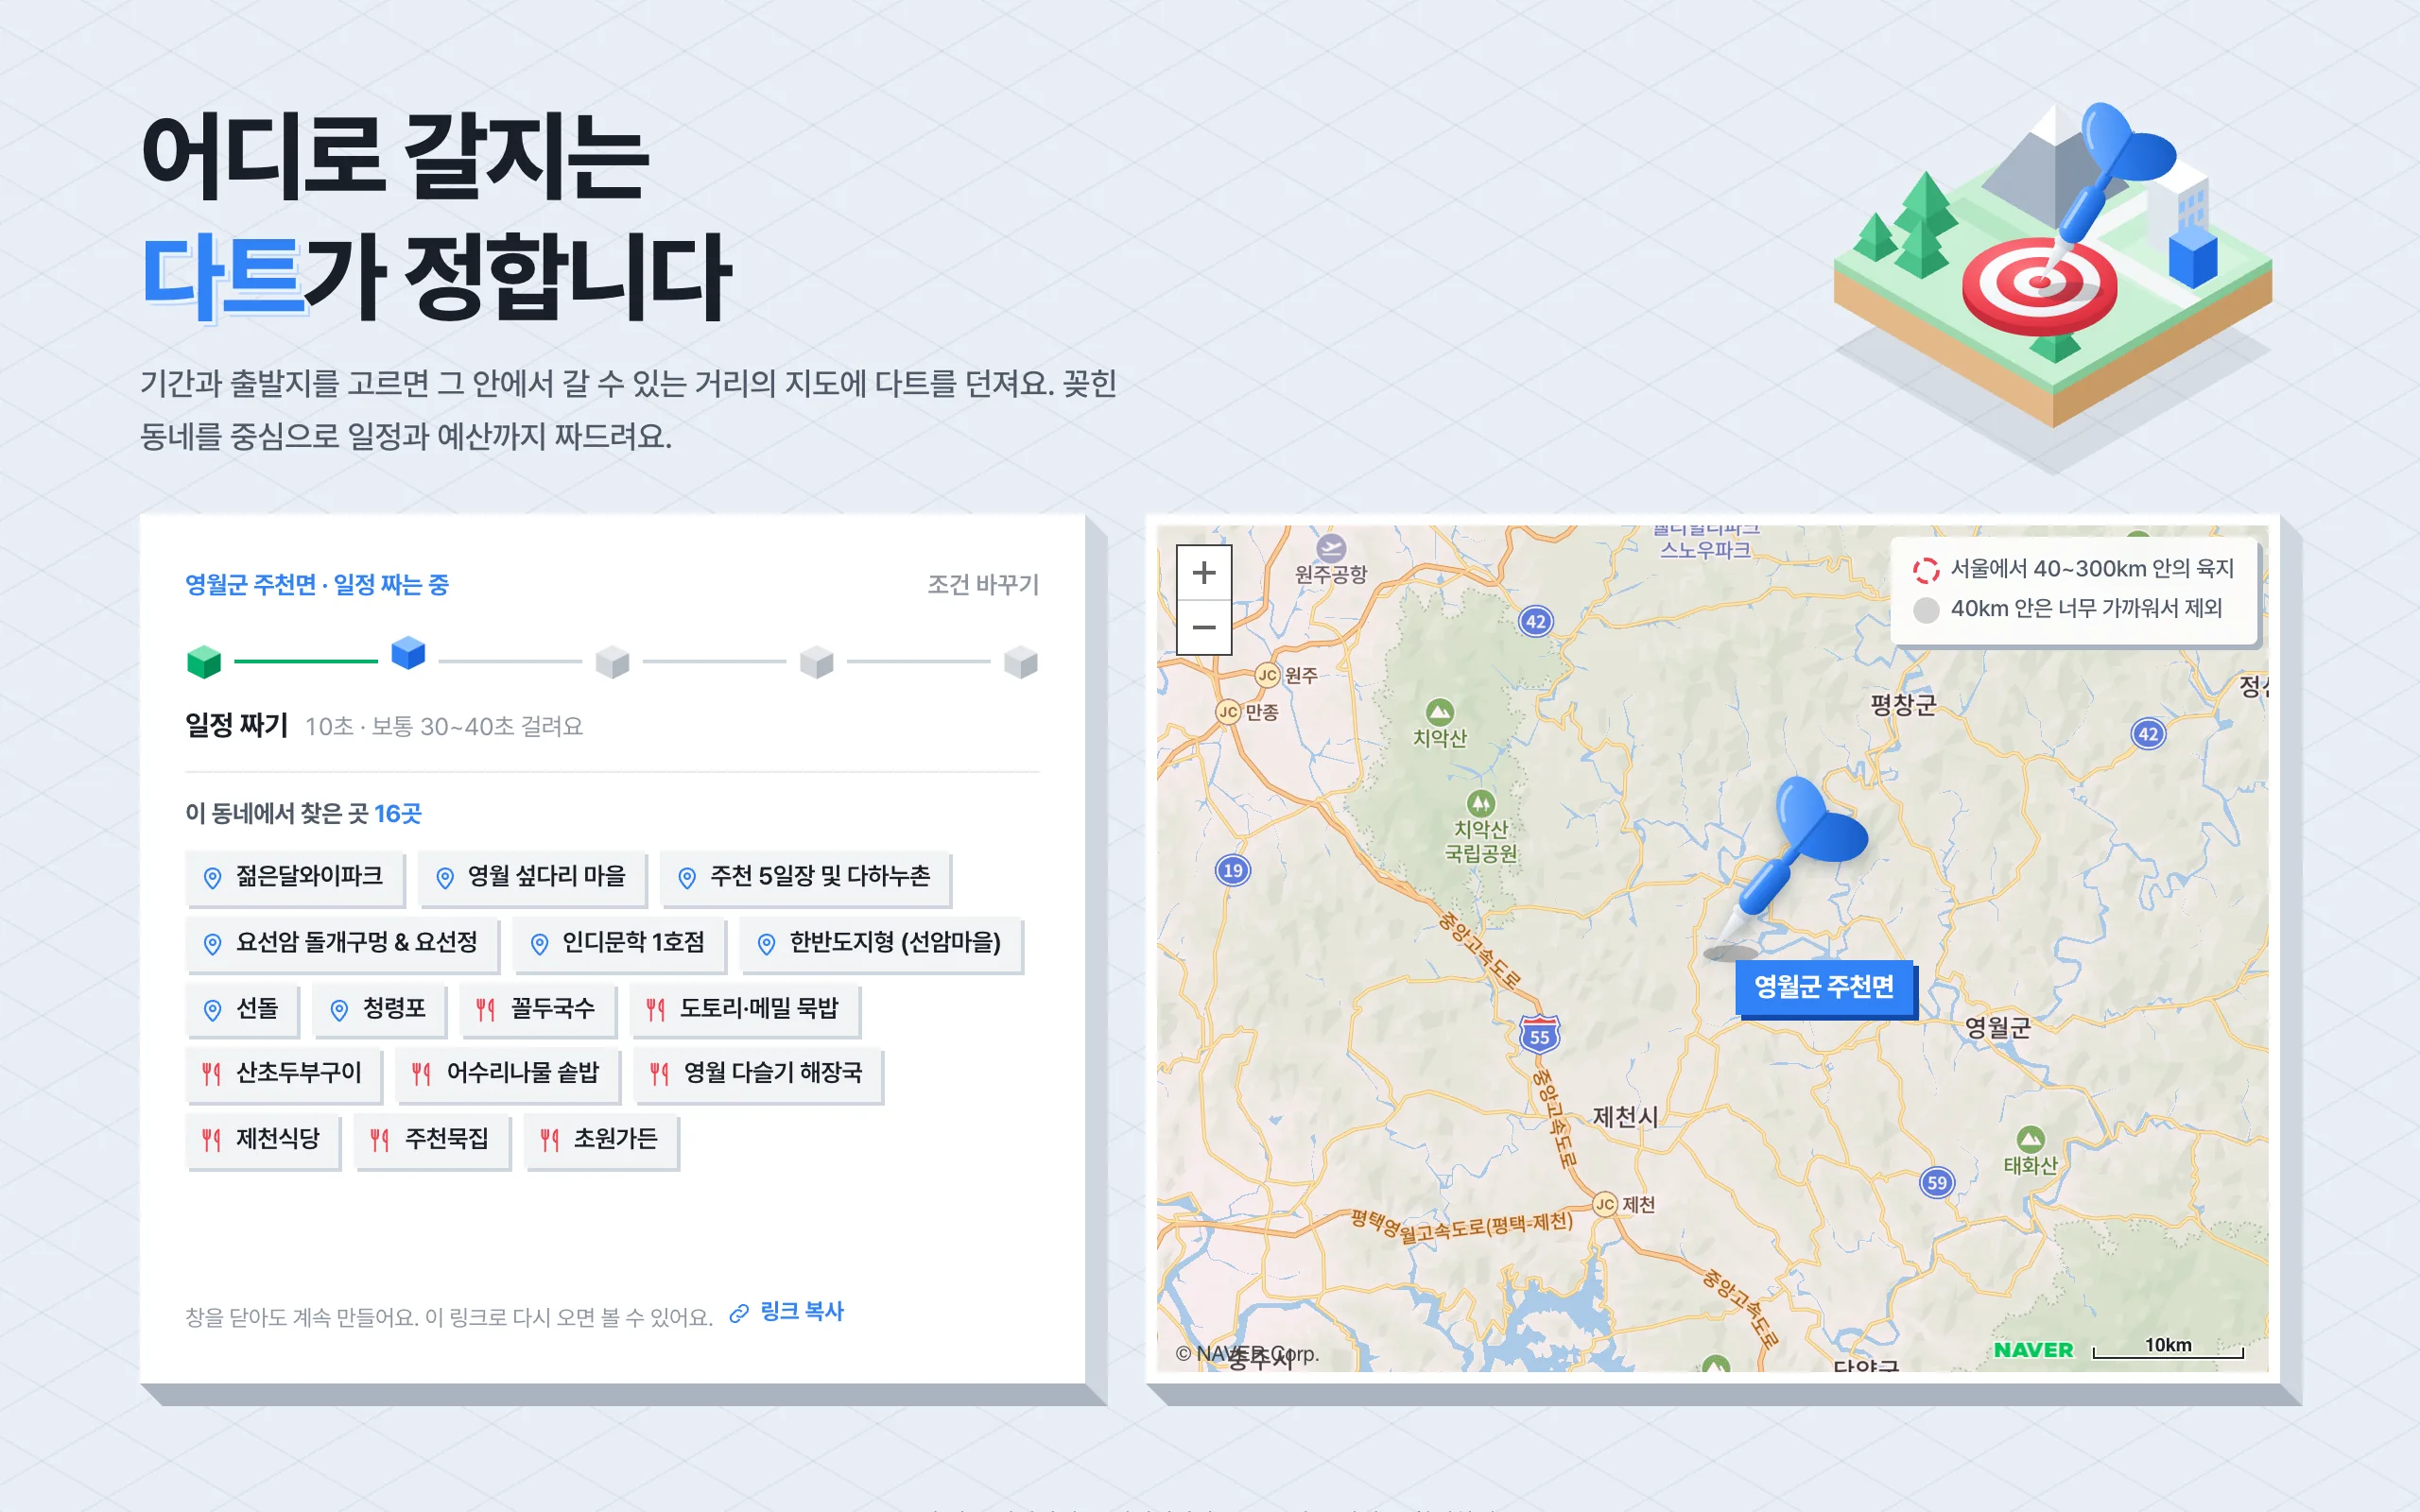 어디로 갈지는
다트가 정합니다
기간과 출발지를 고르면 그 안에서 갈 수 있는 거리의 지도에 다트를 던져요. 꽂힌
동네를 중심으로 일정과 예산까지 짜드려요.
영월군 주천면 · 일정 짜는 중
조건 바꾸기
일정 짜기 10초 · 보통 30~40초 걸려요
이 동네에서 찾은 곳 16곳
젊은달와이파크 영월 섶다리 마을 주천 5일장 및 다하누촌
요선암 돌개구멍 & 요선정 인디문학 1호점 한반도지형 (선암마을)
선돌 청령포 꼴두국수 도토리·메밀 묵밥
산초두부구이 어수리나물 솥밥 영월 다슬기 해장국
제천식당 주천묵집 초원가든
창을 닫아도 계속 만들어요. 이 링크로 다시 오면 볼 수 있어요. 링크 복사
+
−
서울에서 40~300km 안의 육지
40km 안은 너무 가까워서 제외
스노우파크
원주공항
42
JC 원주
JC 만종
치악산
평창군
42
치악산
국립공원
19
중앙고속도로
영월군 주천면
55
영월군
중앙고속도로
제천시
태화산
59
JC 제천
평택영월고속도로(평택-제천)
중앙고속도로
© NAVER Corp.
충주시
단양군
NAVER
10km